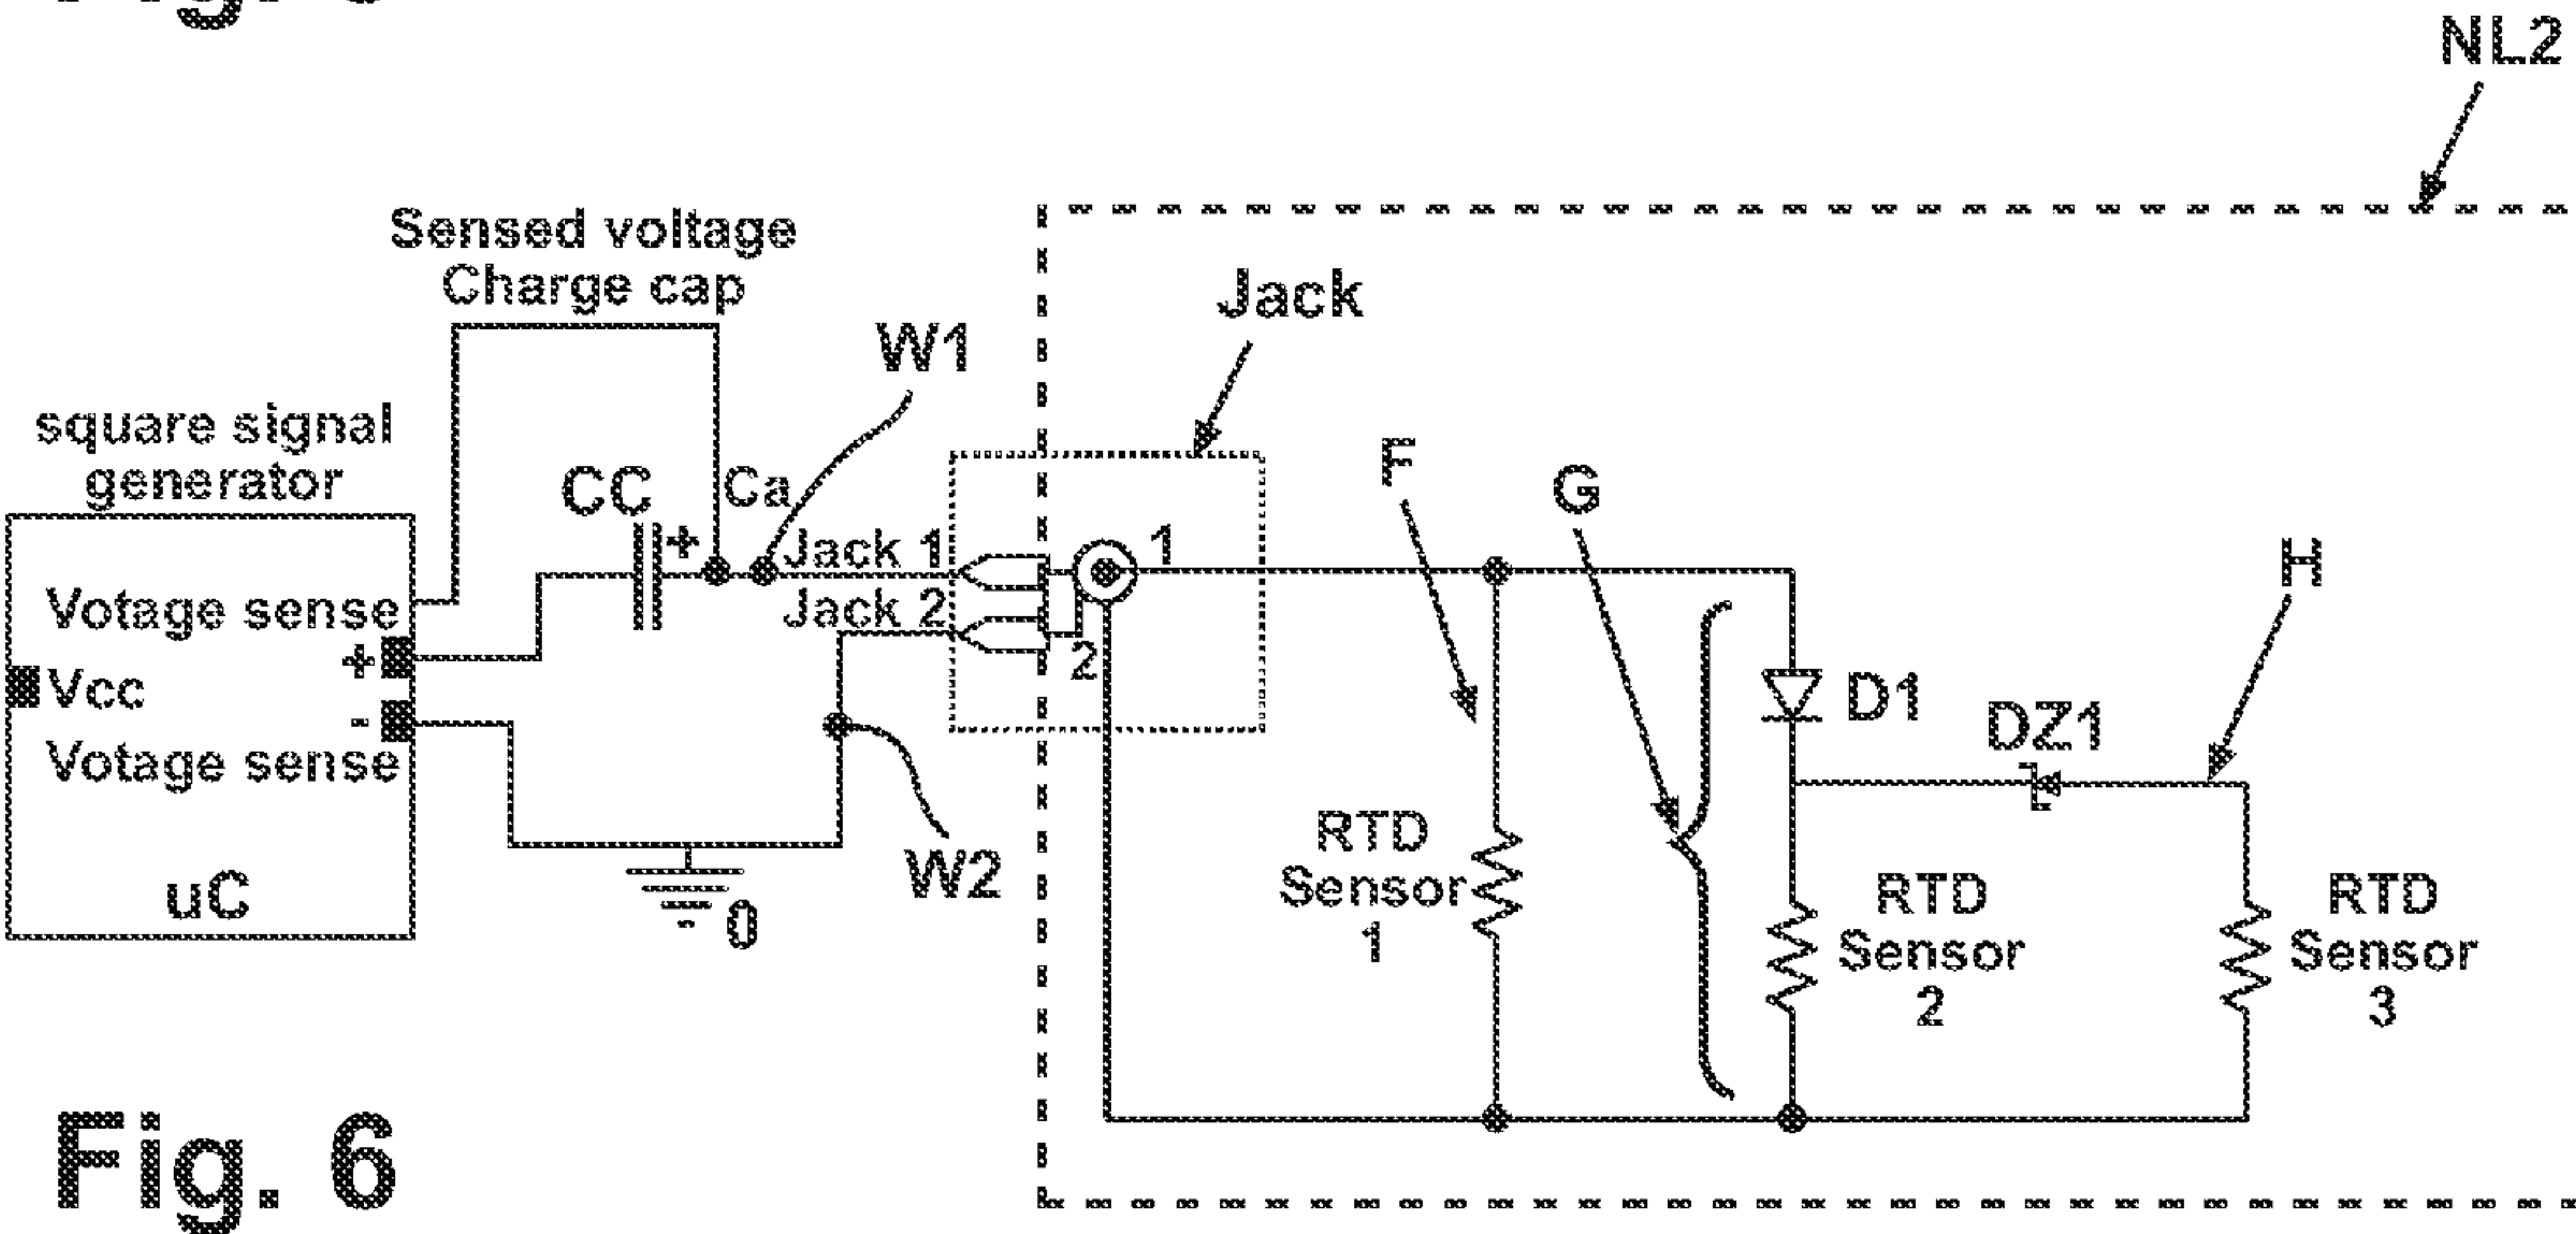 NL2
Sensed voltage
Charge cap
Jack
W1
square signal
generator
F
G
CC
+
Ca
H
Jack 1
1
Votage sense
Jack 2
+
2
Vcc
D1
-
DZ1
Votage sense
RTD
Sensor
1
W2
uC
0
RTD
Sensor
2
RTD
Sensor
3
Fig. 6